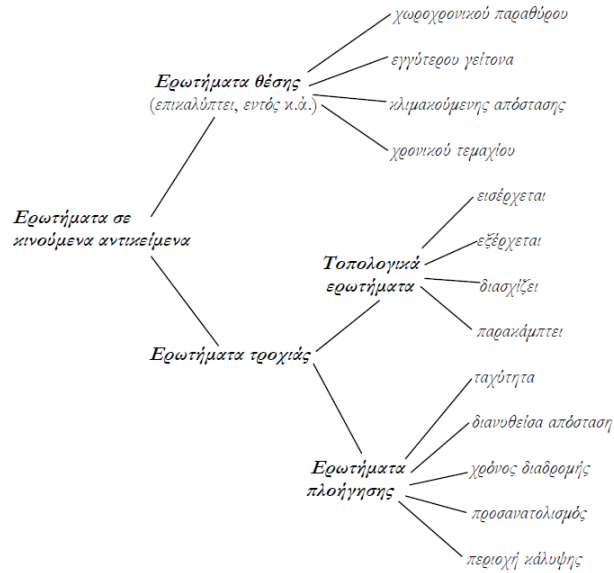 χωροχρονικού παραθύρου
εγγύτερου γείτονα
Ερωτήματα θέσης
(επικαλύπτει, εντός κ.ά.)
κλιμακούμενης απόστασης
χρονικού τεμαχίου
εισέρχεται
Ερωτήματα σε
κινούμενα αντικείμενα
εξέρχεται
Τοπολογικά
ερωτήματα
διασχίζει
παρακάμπτει
Ερωτήματα τροχιάς
ταχύτητα
διανυθείσα απόσταση
Ερωτήματα
πλοήγησης
χρόνος διαδρομής
προσανατολισμός
περιοχή κάλυψης